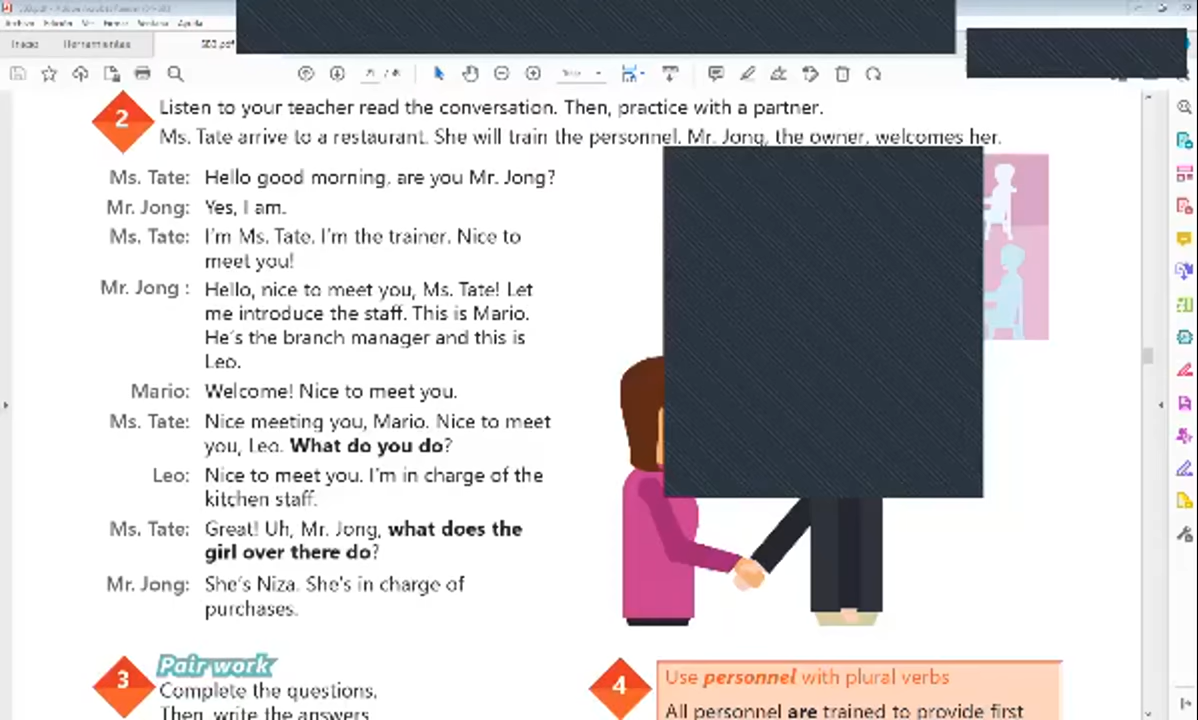 Inicio
Herramientas
2
Listen to your teacher read the conversation. Then, practice with a partner.
Ms. Tate arrive to a restaurant. She will train the personnel. Mr. Jong, the owner, welcomes her.
Ms. Tate: Hello good morning, are you Mr. Jong?
Mr. Jong: Yes, I am.
Ms. Tate: I'm Ms. Tate. I'm the trainer. Nice to
meet you!
Mr. Jong : Hello, nice to meet you, Ms. Tate! Let
me introduce the staff. This is Mario.
He's the branch manager and this is
Leo.
Mario: Welcome! Nice to meet you.
Ms. Tate: Nice meeting you, Mario. Nice to meet
you, Leo. What do you do?
Leo: Nice to meet you. I'm in charge of the
kitchen staff.
Ms. Tate: Great! Uh, Mr. Jong, what does the
girl over there do?
Mr. Jong: She's Niza. She's in charge of
purchases.
3
Pair work
Complete the questions.
Then, write the answers
4
Use personnel with plural verbs
All personnel are trained to provide first